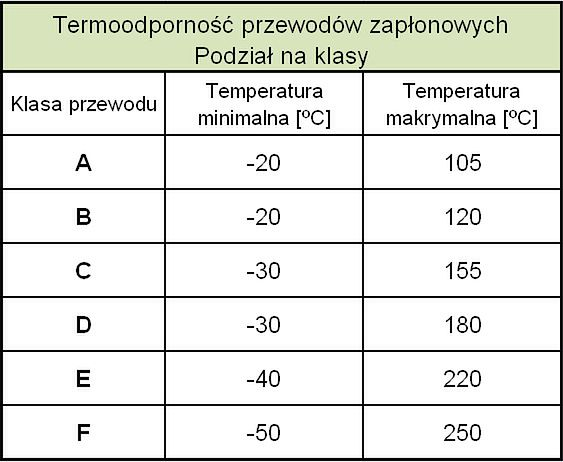 Termoodporność przewodów zapłonowych
Podział na klasy
Klasa przewodu Temperatura minimalna [ºC] Temperatura makrymalna [ºC]
A -20 105
B -20 120
C -30 155
D -30 180
E -40 220
F -50 250